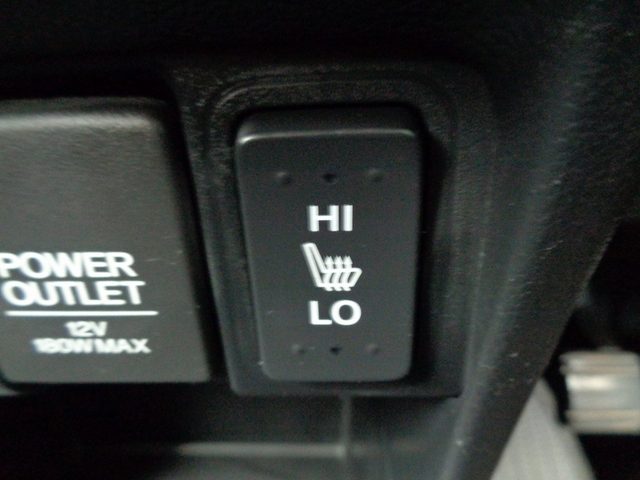 POWER
OUTLET
12V
180W MAX
HI
LO